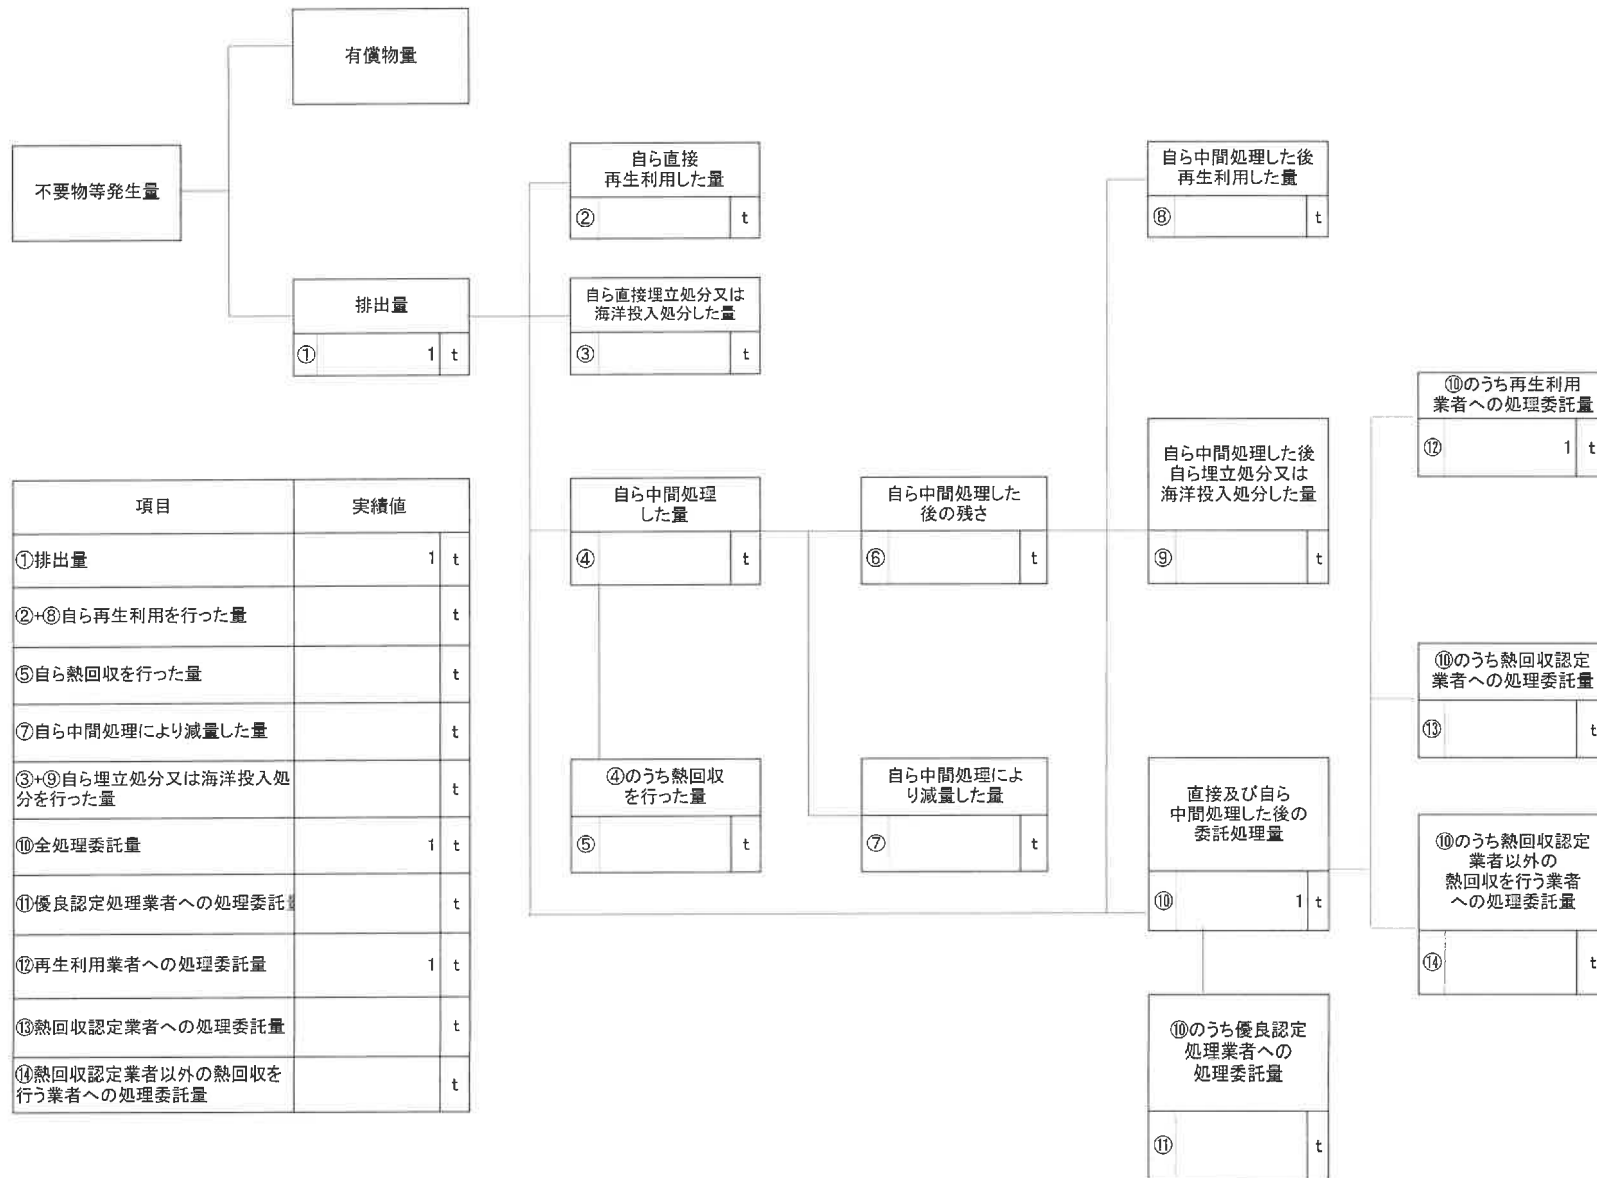 有償物量
不要物等発生量
排出量
① 1 t
自ら直接
再生利用した量
② t
自ら直接埋立処分又は
海洋投入処分した量
③ t
自ら中間処理
した量
④ t
④のうち熱回収
を行った量
⑤ t
自ら中間処理した
後の残さ
⑥ t
自ら中間処理によ
り減量した量
⑦ t
自ら中間処理した後
再生利用した量
⑧ t
自ら中間処理した後
自ら埋立処分又は
海洋投入処分した量
⑨ t
直接及び自ら
中間処理した後の
委託処理量
⑩ 1 t
⑩のうち優良認定
処理業者への
処理委託量
⑪ t
⑩のうち再生利用
業者への処理委託量
⑫ 1 t
⑩のうち熱回収認定
業者への処理委託量
⑬ t
⑩のうち熱回収認定
業者以外の
熱回収を行う業者
への処理委託量
⑭ t
項目 実績値
①排出量 1 t
②+⑧自ら再生利用を行った量 t
⑤自ら熱回収を行った量 t
⑦自ら中間処理により減量した量 t
③+⑨自ら埋立処分又は海洋投入処
分を行った量 t
⑩全処理委託量 1 t
⑪優良認定処理業者への処理委託量 t
⑫再生利用業者への処理委託量 1 t
⑬熱回収認定業者への処理委託量 t
⑭熱回収認定業者以外の熱回収を
行う業者への処理委託量 t